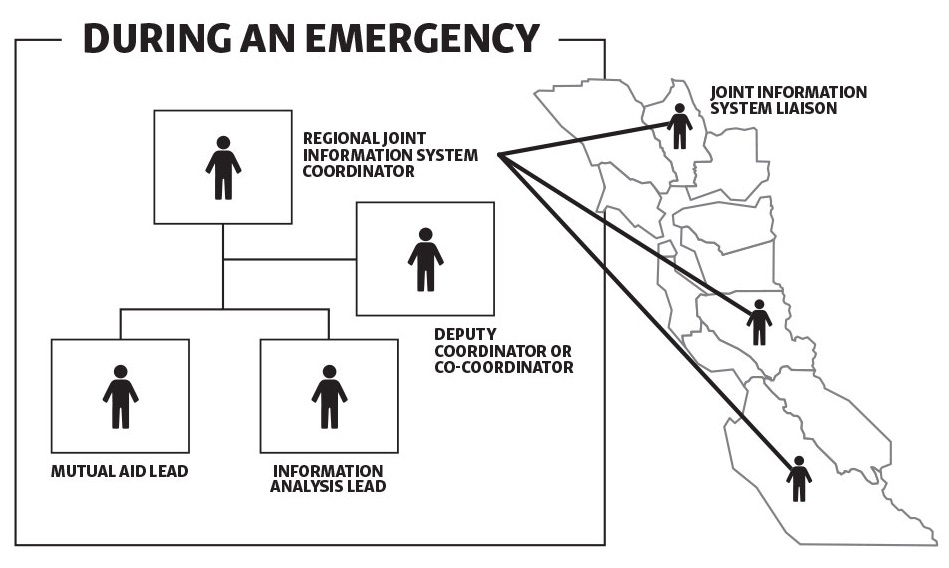 DURING AN EMERGENCY
JOINT INFORMATION
SYSTEM LIAISON
REGIONAL JOINT
INFORMATION SYSTEM
COORDINATOR
DEPUTY
COORDINATOR OR
CO-COORDINATOR
MUTUAL AID LEAD
INFORMATION
ANALYSIS LEAD